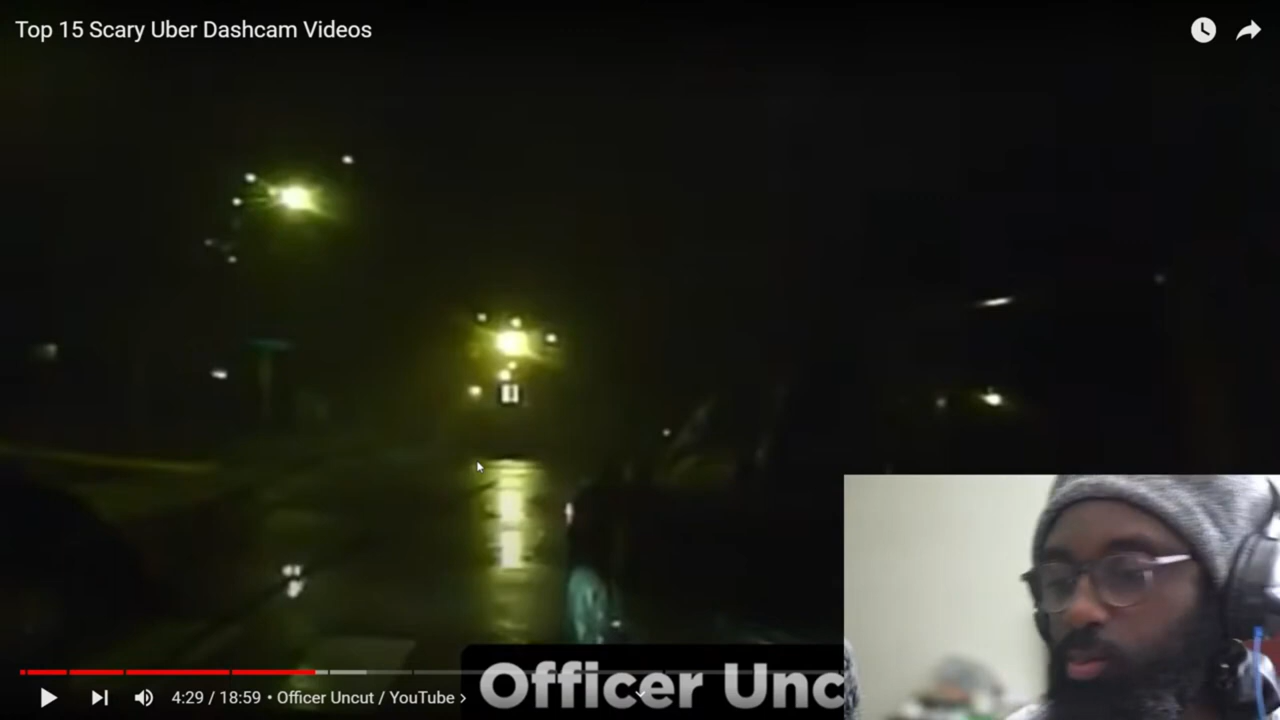 Top 15 Scary Uber Dashcam Videos
Officer Unc
4:29 / 18:59 • Officer Uncut / YouTube ›